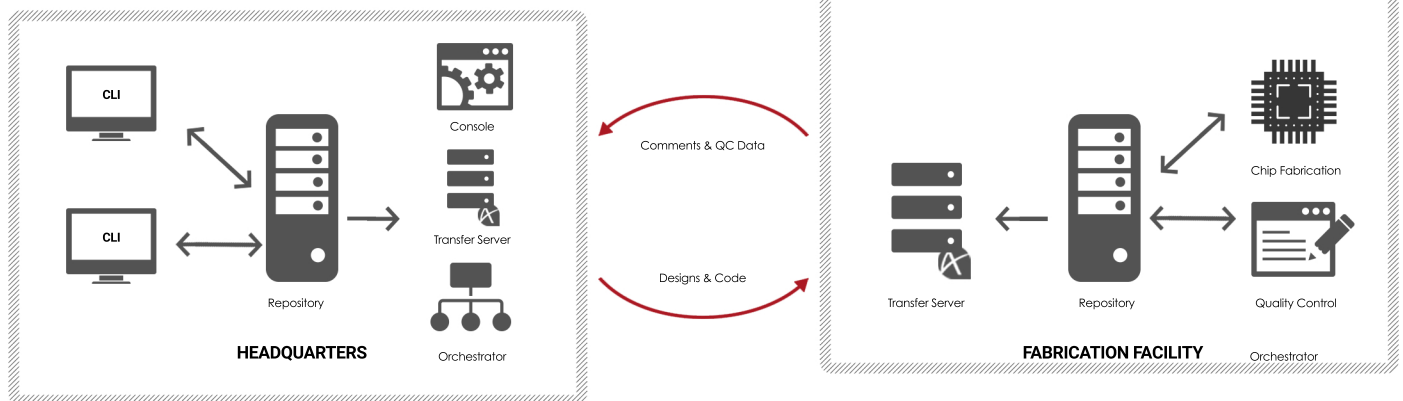 CLI
CLI
Repository
Console
Transfer Server
Orchestrator
HEADQUARTERS
Comments & QC Data
Designs & Code
Transfer Server
Repository
Chip Fabrication
Quality Control
Orchestrator
FABRICATION FACILITY